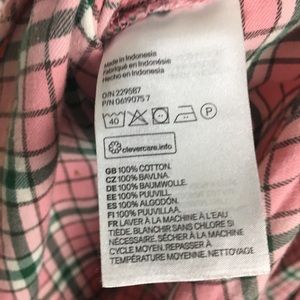 Made in Indonesia
Fabriqué en Indonésie
Hecho en Indonesia
O/N 229587
P/N 0619075 7
40
P
clevercare.info
GB 100% COTTON.
CZ 100% BAVLNA.
DE 100% BAUMWOLLE.
EE 100% PUUVILL.
ES 100% ALGODÓN.
FI 100% PUUVILLAA.
FR LAVER À LA MACHINE À L'EAU
TIÈDE. BLANCHIR SANS CHLORE SI
NÉCESSAIRE. SÉCHER À LA MACHINE
CYCLE MOYEN. REPASSER À
TEMPÉRATURE MOYENNE. NETTOYAGE